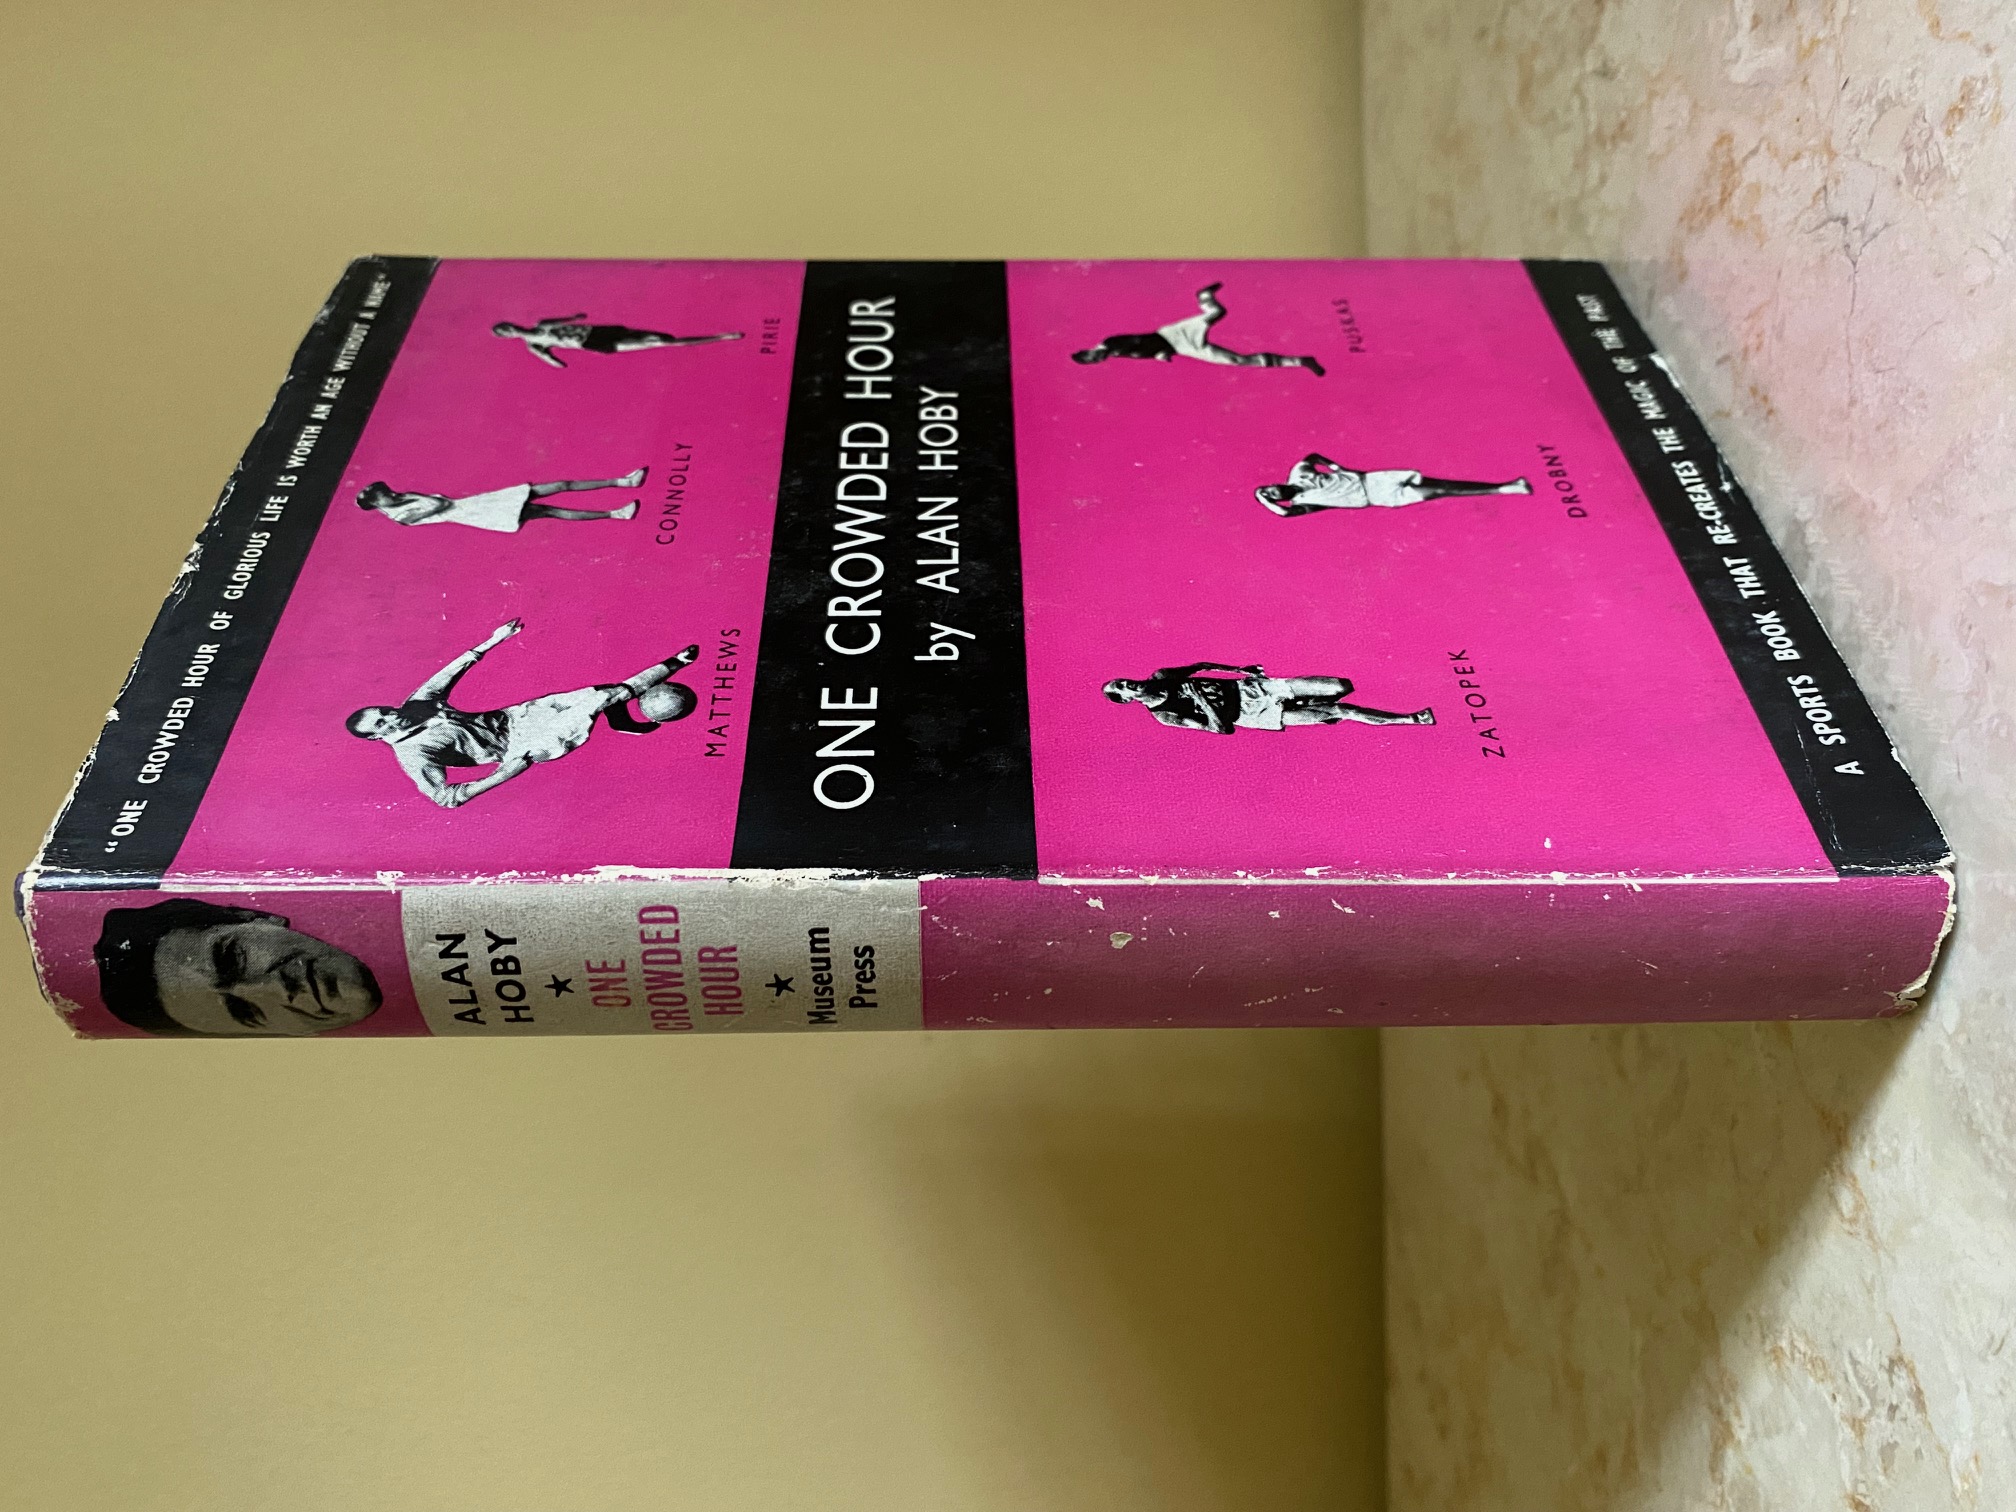 ALAN
HOBY
★
ONE
CROWDED
HOUR
★
Museum
Press
"ONE CROWDED HOUR OF GLORIOUS LIFE IS WORTH AN AGE WITHOUT A NAME"
MATTHEWS
CONNOLLY
PIRIE
ONE CROWDED HOUR
by ALAN HOBY
ZATOPEK
DROBNY
PUSKAS
A SPORTS BOOK THAT RE-CREATES THE MAGIC OF THE PAST